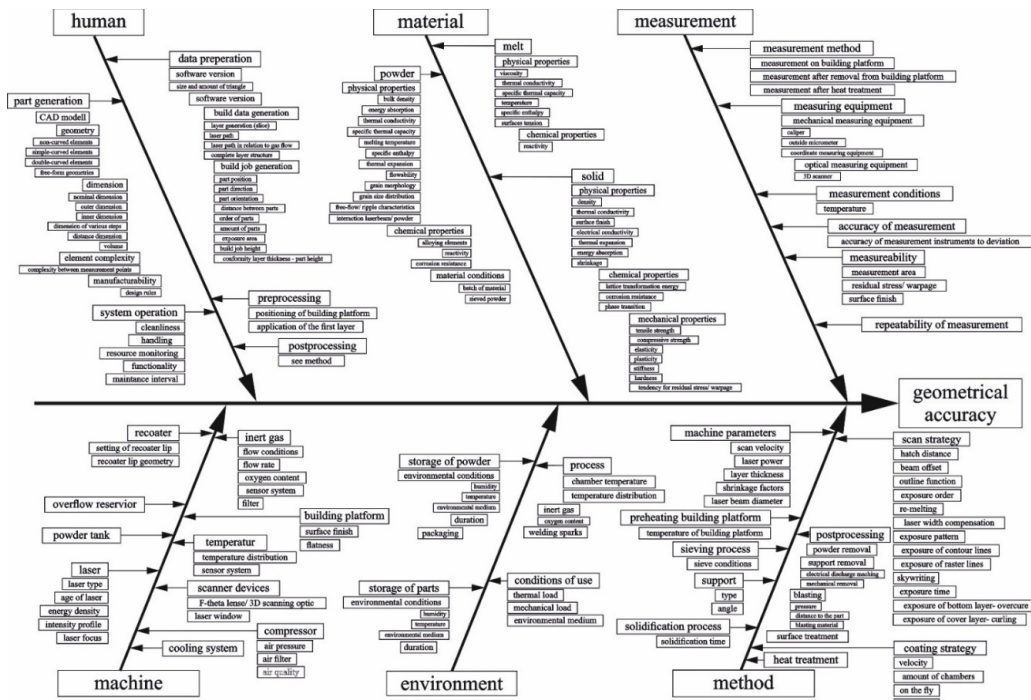 human
data preperation
software version
size and amount of triangle
software version
build data generation
layer generation (slice)
laser path
laser path in relation to gas flow
complete layer structure
build job generation
part position
part direction
part orientation
distance between parts
order of parts
amount of parts
exposure area
build job height
conformity layer thickness - part height
part generation
CAD modell
geometry
non-curved elements
simple-curved elements
double-curved elements
free-form geometries
dimension
nominal dimension
outer dimension
inner dimension
dimension of various steps
distance dimension
volume
element complexity
complexity between measurement points
manufacturability
design rules
system operation
cleanliness
handling
resource monitoring
functionality
maintance interval
preprocessing
positioning of building platform
application of the first layer
postprocessing
see method
material
powder
physical properties
bulk density
energy absorption
thermal conductivity
specific thermal capacity
melting temperature
specific enthalpy
thermal expansion
flowability
grain morphology
grain size distribution
free-flow/ ripple characteristics
interaction laserbeam/ powder
chemical properties
alloying elements
reactivity
corrosion resistance
material conditions
batch of material
sieved powder
melt
physical properties
viscosity
thermal conductivity
specific thermal capacity
temperature
specific enthalpy
surfaces tension
chemical properties
reactivity
solid
physical properties
density
thermal conductivity
surface finish
electrical conductivity
thermal expansion
energy absorption
shrinkage
chemical properties
lattice transformation energy
corrosion resistance
phase transition
mechanical properties
tensile strength
compressive strength
elasticity
plasticity
stiffness
hardness
tendency for residual stress/ warpage
measurement
measurement method
measurement on building platform
measurement after removal from building platform
measurement after heat treatment
measuring equipment
mechanical measuring equipment
caliper
outside micrometer
coordinate measuring equipment
optical measuring equipment
3D scanner
measurement conditions
temperature
accuracy of measurement
accuracy of measurement instruments to deviation
measureability
measurement area
residual stress/ warpage
surface finish
repeatability of measurement
geometrical
accuracy
recoater
setting of recoater lip
recoater lip geometry
inert gas
flow conditions
flow rate
oxygen content
sensor system
filter
overflow reservior
building platform
surface finish
flatness
powder tank
temperatur
temperature distribution
sensor system
laser
laser type
age of laser
energy density
intensity profile
laser focus
scanner devices
F-theta lense/ 3D scanning optic
laser window
compressor
air pressure
air filter
air quality
cooling system
machine
storage of powder
environmental conditions
humidity
temperature
environmental medium
duration
packaging
process
chamber temperature
temperature distribution
inert gas
oxygen content
welding sparks
storage of parts
environmental conditions
humidity
temperature
environmental medium
duration
conditions of use
thermal load
mechanical load
environmental medium
environment
machine parameters
scan velocity
laser power
layer thickness
shrinkage factors
laser beam diameter
preheating building platform
temperature of building platform
sieving process
sieve conditions
support
type
angle
solidification process
solidification time
postprocessing
powder removal
support removal
electrical discharge maching
mechanical removal
blasting
pressure
distance to the part
blasting material
surface treatment
heat treatment
scan strategy
hatch distance
beam offset
outline function
exposure order
re-melting
laser width compensation
exposure pattern
exposure of contour lines
exposure of raster lines
skywriting
exposure time
exposure of bottom layer- overcure
exposure of cover layer- curling
coating strategy
velocity
amount of chambers
on the fly
method